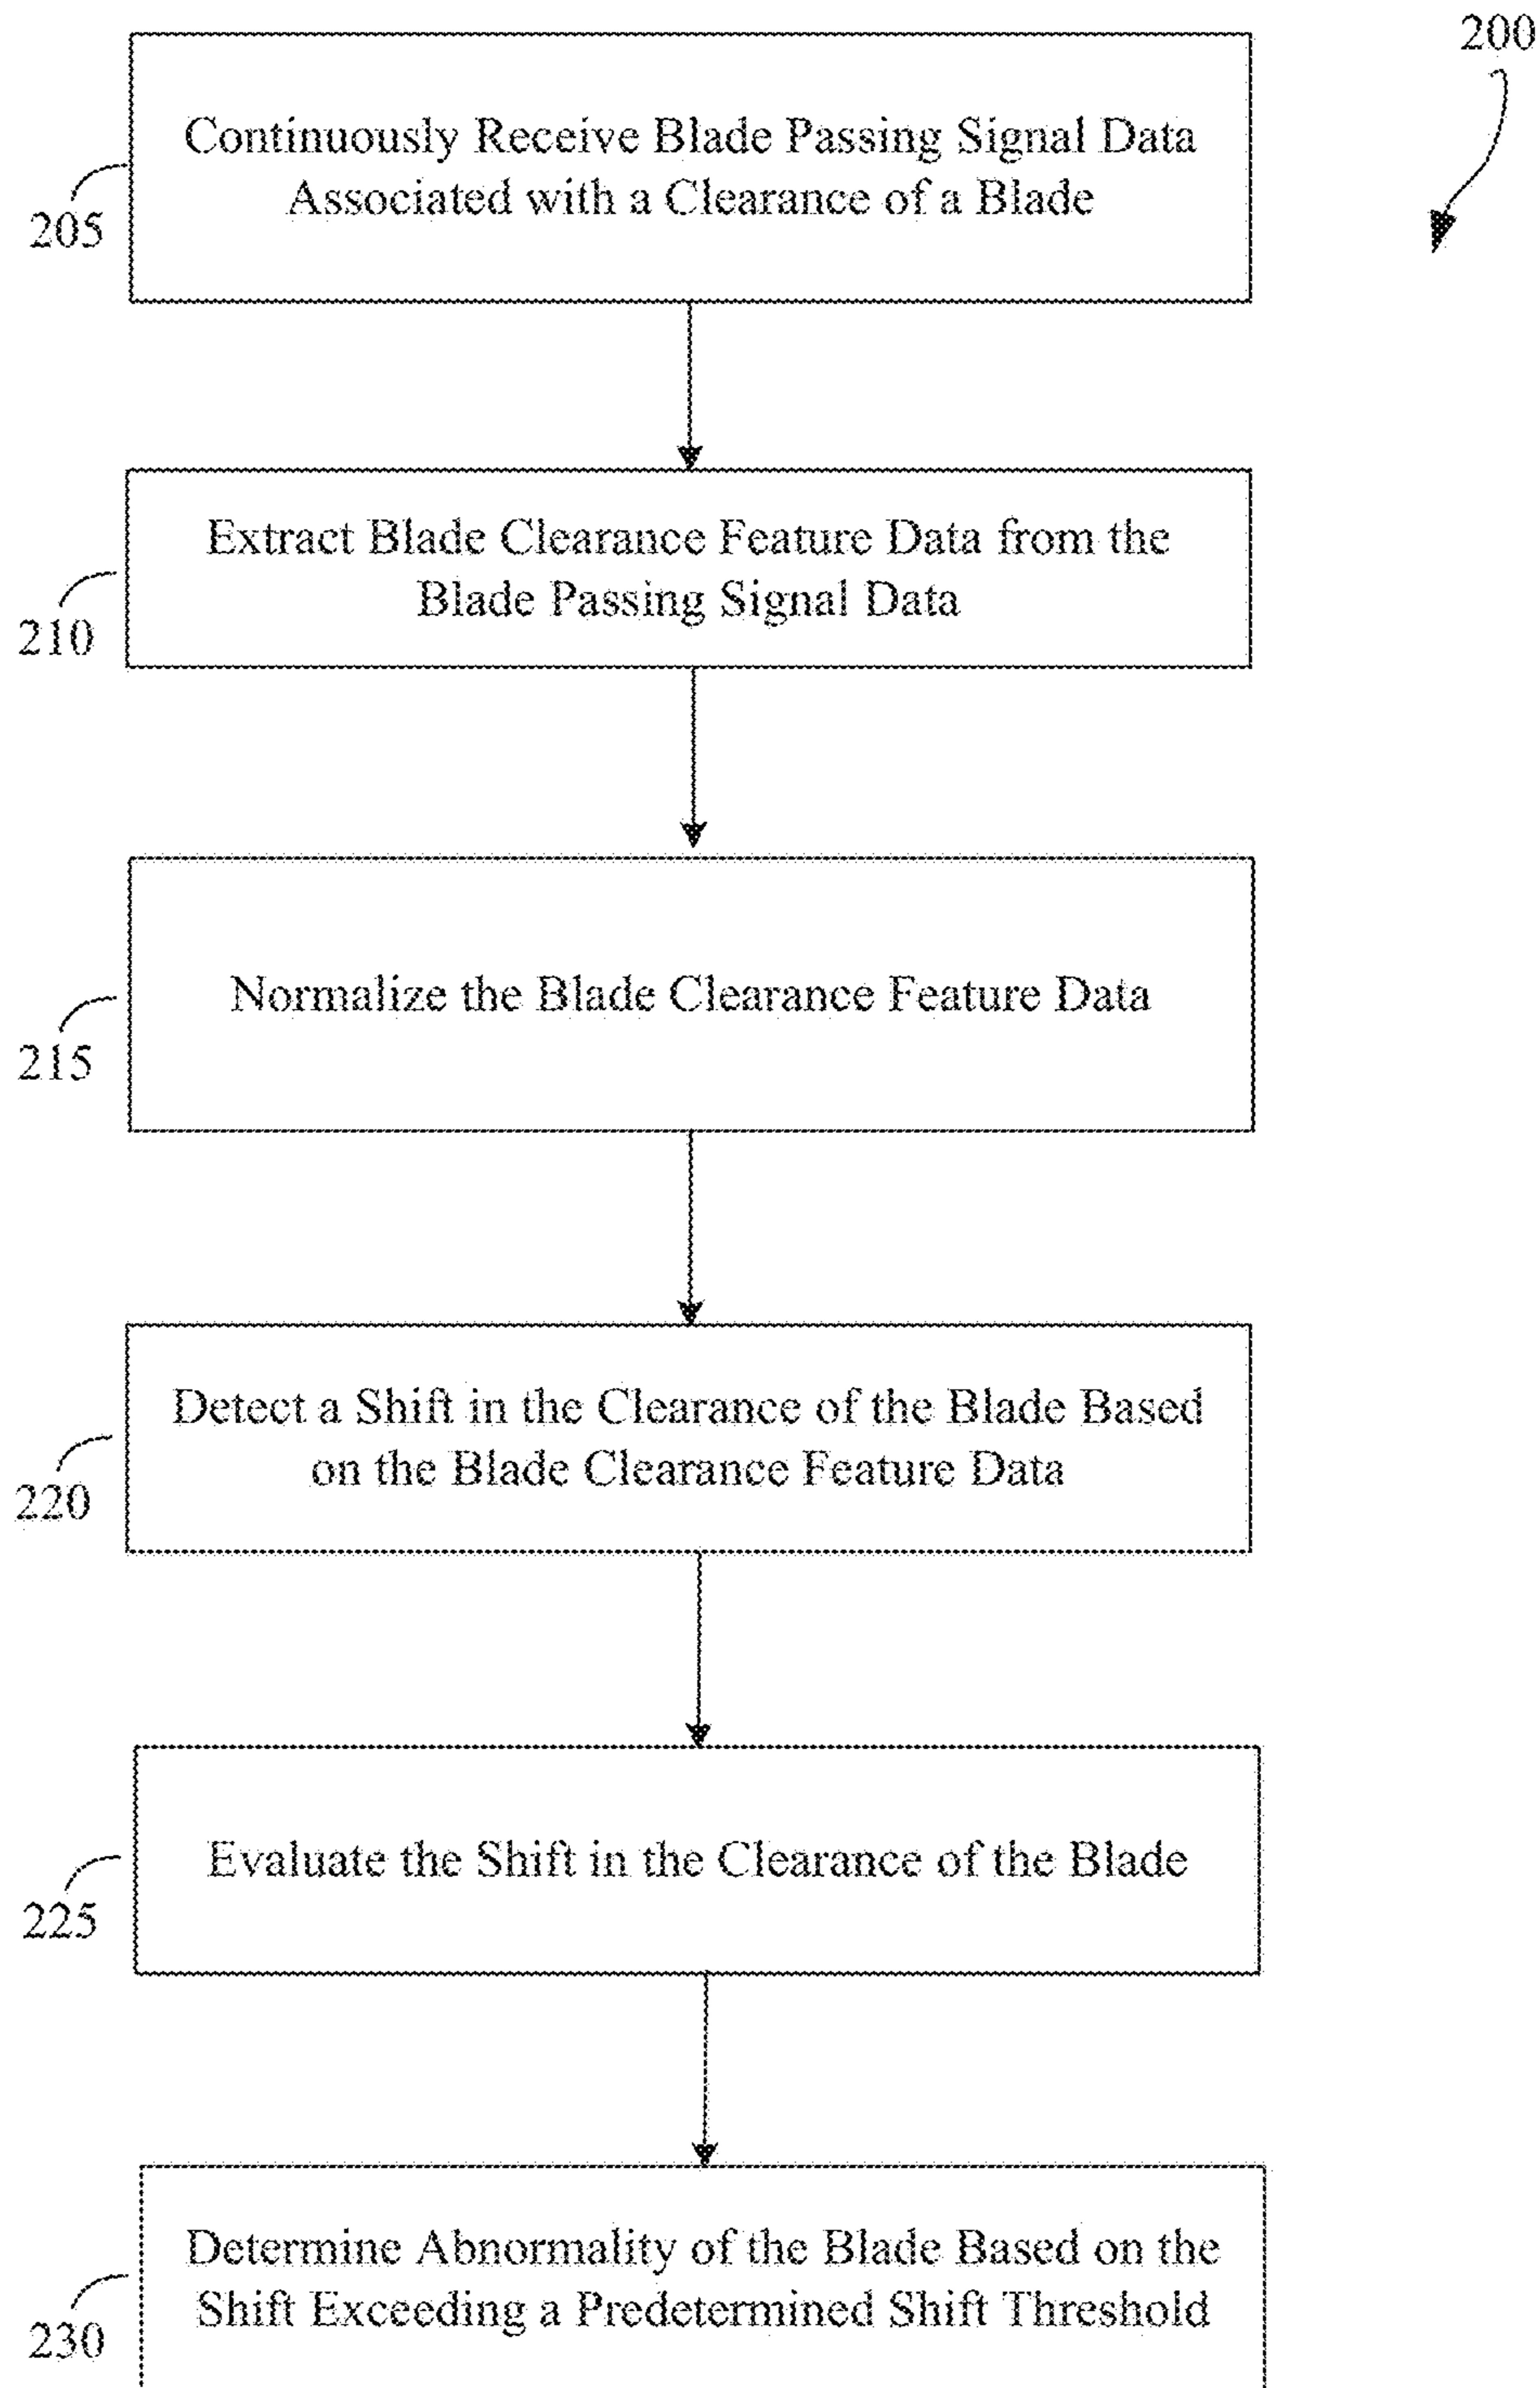 200
Continuously Receive Blade Passing Signal Data
Associated with a Clearance of a Blade
205
Extract Blade Clearance Feature Data from the
Blade Passing Signal Data
210
Normalize the Blade Clearance Feature Data
215
Detect a Shift in the Clearance of the Blade Based
on the Blade Clearance Feature Data
220
Evaluate the Shift in the Clearance of the Blade
225
Determine Abnormality of the Blade Based on the
Shift Exceeding a Predetermined Shift Threshold
230